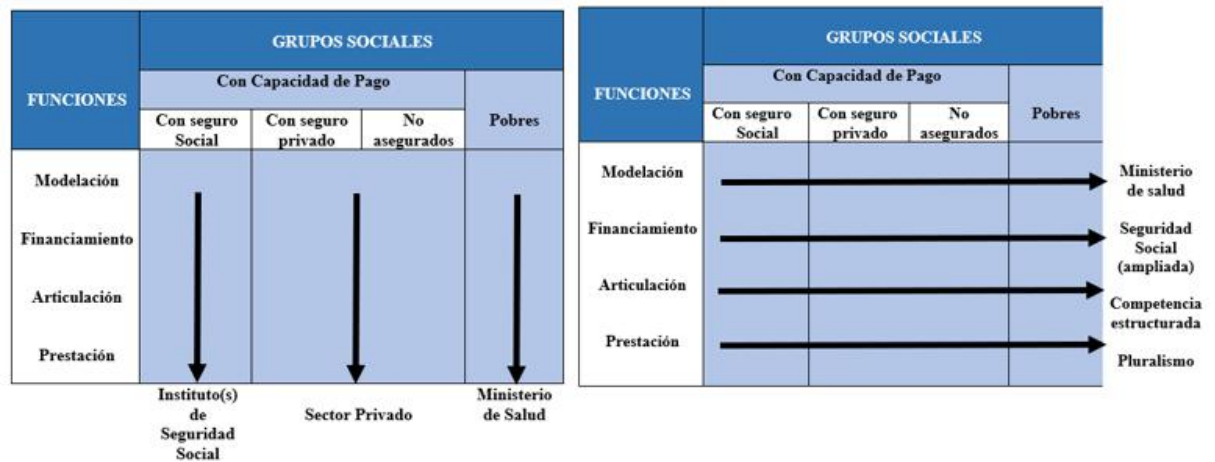 GRUPOS SOCIALES
FUNCIONES
Con Capacidad de Pago
Pobres
Con seguro
Social
Con seguro
privado
No
asegurados
Modelación
Financiamiento
Articulación
Prestación
Instituto(s)
de
Seguridad
Social
Sector Privado
Ministerio
de Salud
GRUPOS SOCIALES
FUNCIONES
Con Capacidad de Pago
Pobres
Con seguro
Social
Con seguro
privado
No
asegurados
Modelación
Ministerio
de salud
Financiamiento
Seguridad
Social
(ampliada)
Articulación
Competencia
estructurada
Prestación
Pluralismo